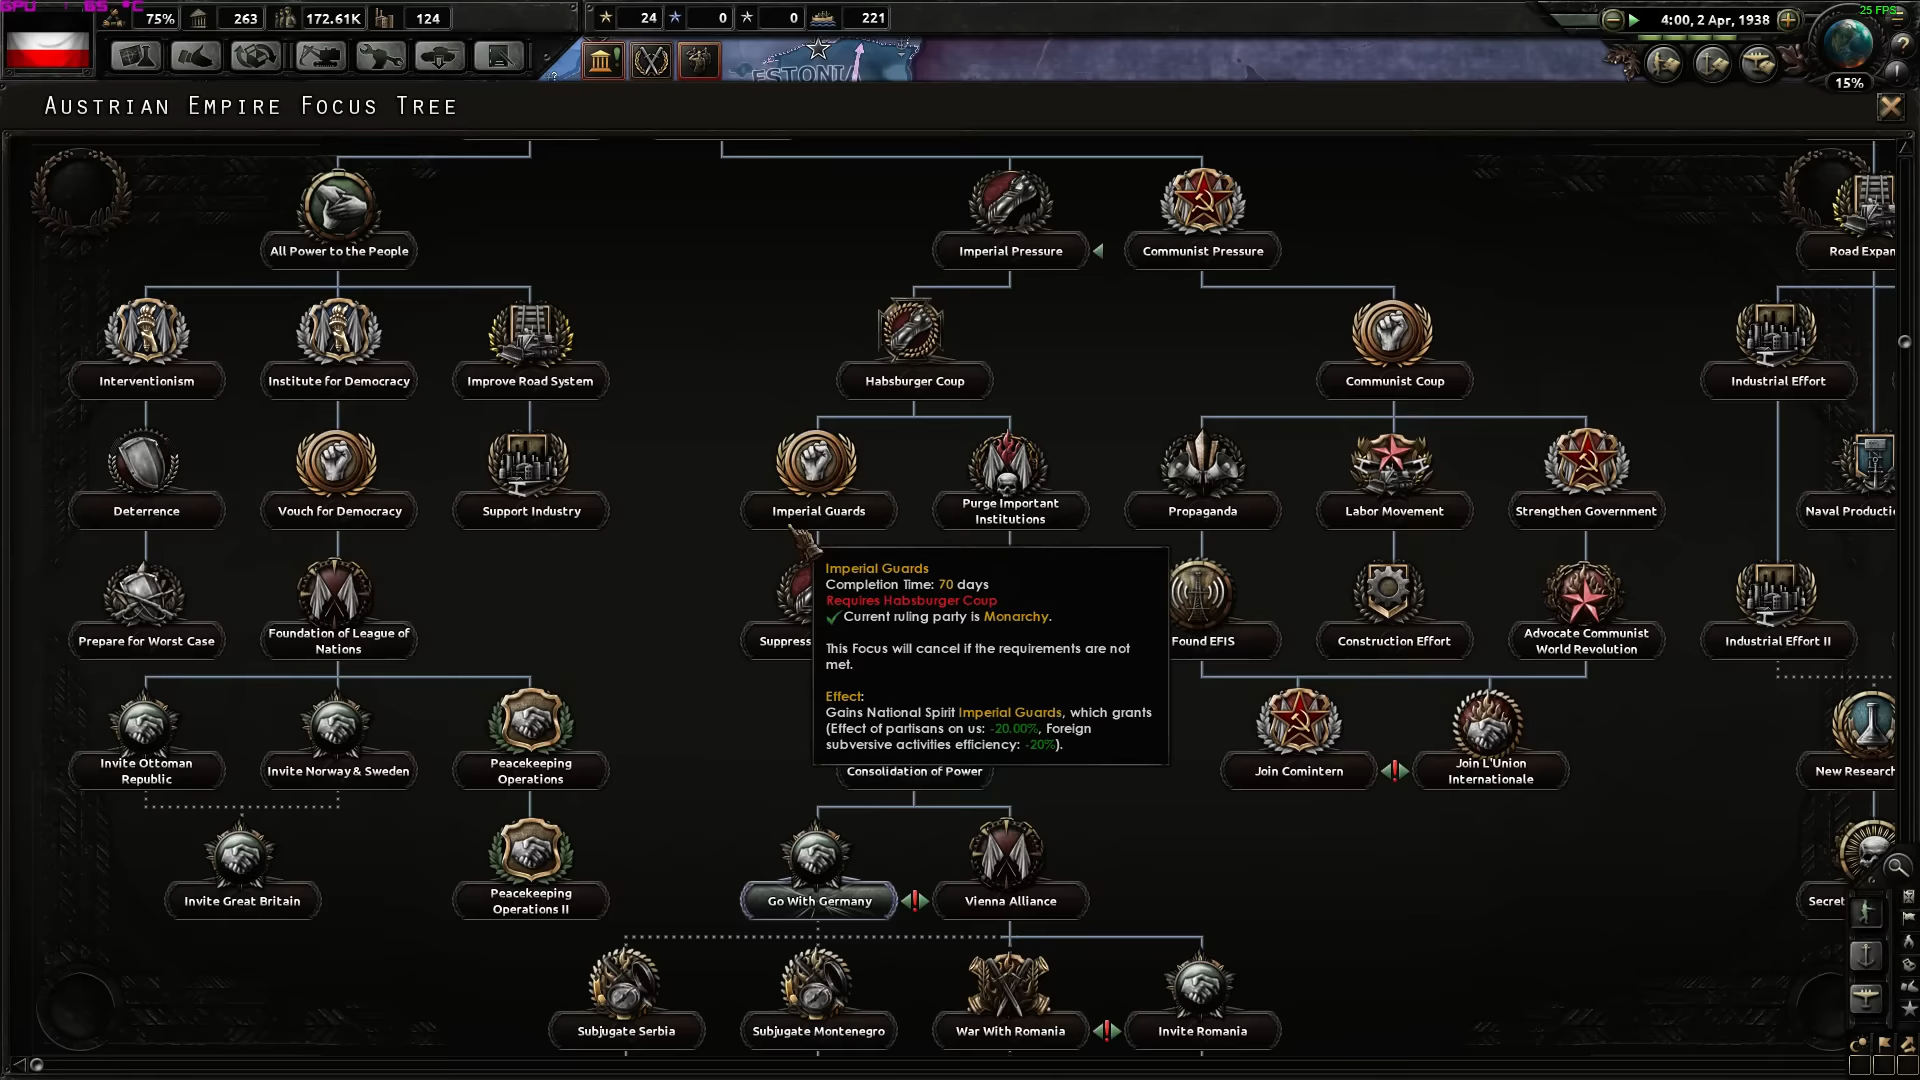 GPU 65 °C
75%
263
172.61K
124
24
0
0
221
25 FPS
4:00, 2 Apr, 1938
15%
ESTONIA
Austrian Empire Focus Tree
All Power to the People
Imperial Pressure
Communist Pressure
Road Expan
Interventionism
Institute for Democracy
Improve Road System
Habsburger Coup
Communist Coup
Industrial Effort
Deterrence
Vouch for Democracy
Support Industry
Imperial Guards
Purge Important
Institutions
Propaganda
Labor Movement
Strengthen Government
Naval Producti
Prepare for Worst Case
Foundation of League of
Nations
Suppress
Imperial Guards
Completion Time: 70 days
Requires Habsburger Coup
Current ruling party is Monarchy.
This Focus will cancel if the requirements are not
met.
Effect:
Gains National Spirit Imperial Guards, which grants
(Effect of partisans on us: -20.00%, Foreign
subversive activities efficiency: -20%).
Found EFIS
Construction Effort
Advocate Communist
World Revolution
Industrial Effort II
Invite Ottoman
Republic
Invite Norway & Sweden
Peacekeeping
Operations
Consolidation of Power
Join Comintern
Join L'Union
Internationale
New Research
Invite Great Britain
Peacekeeping
Operations II
Go With Germany
Vienna Alliance
Secret
Subjugate Serbia
Subjugate Montenegro
War With Romania
Invite Romania